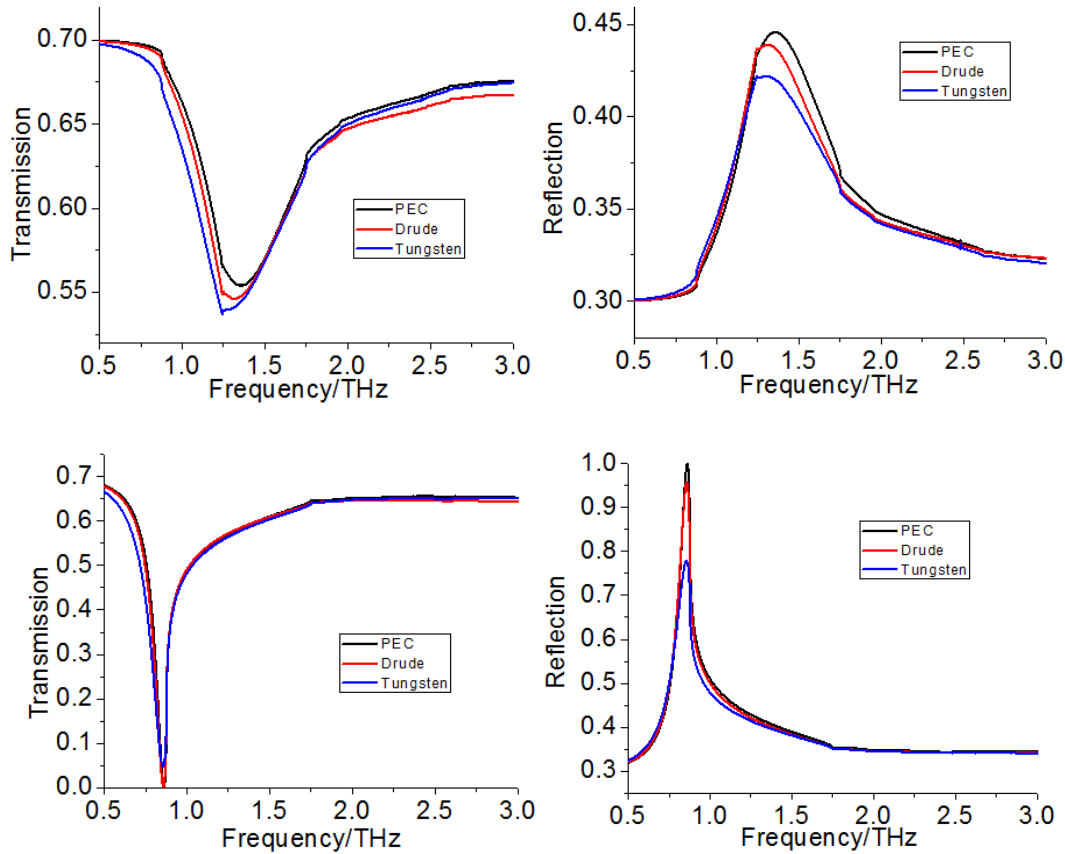 Transmission
0.70
0.65
0.60
0.55
PEC
Drude
Tungsten
0.5 1.0 1.5 2.0 2.5 3.0
Frequency/THz
Reflection
0.45
0.40
0.35
0.30
PEC
Drude
Tungsten
0.5 1.0 1.5 2.0 2.5 3.0
Frequency/THz
Transmission
0.7
0.6
0.5
0.4
0.3
0.2
0.1
0.0
PEC
Drude
Tungsten
0.5 1.0 1.5 2.0 2.5 3.0
Frequency/THz
Reflection
1.0
0.9
0.8
0.7
0.6
0.5
0.4
0.3
PEC
Drude
Tungsten
0.5 1.0 1.5 2.0 2.5 3.0
Frequency/THz